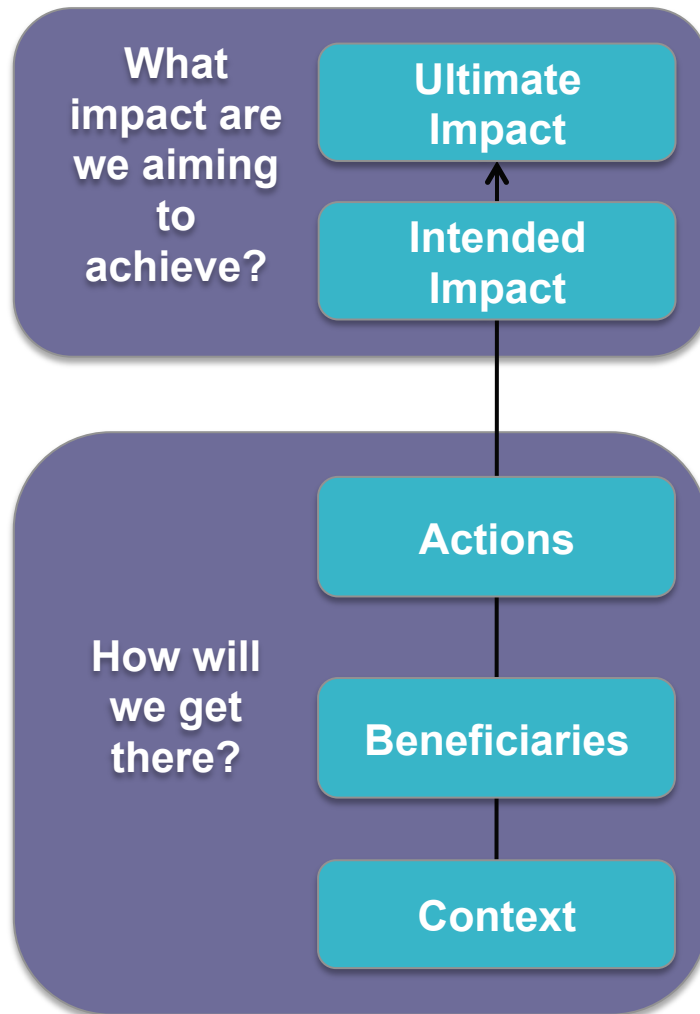 What
impact are
we aiming
to
achieve?
Ultimate
Impact
Intended
Impact
How will
we get
there?
Actions
Beneficiaries
Context